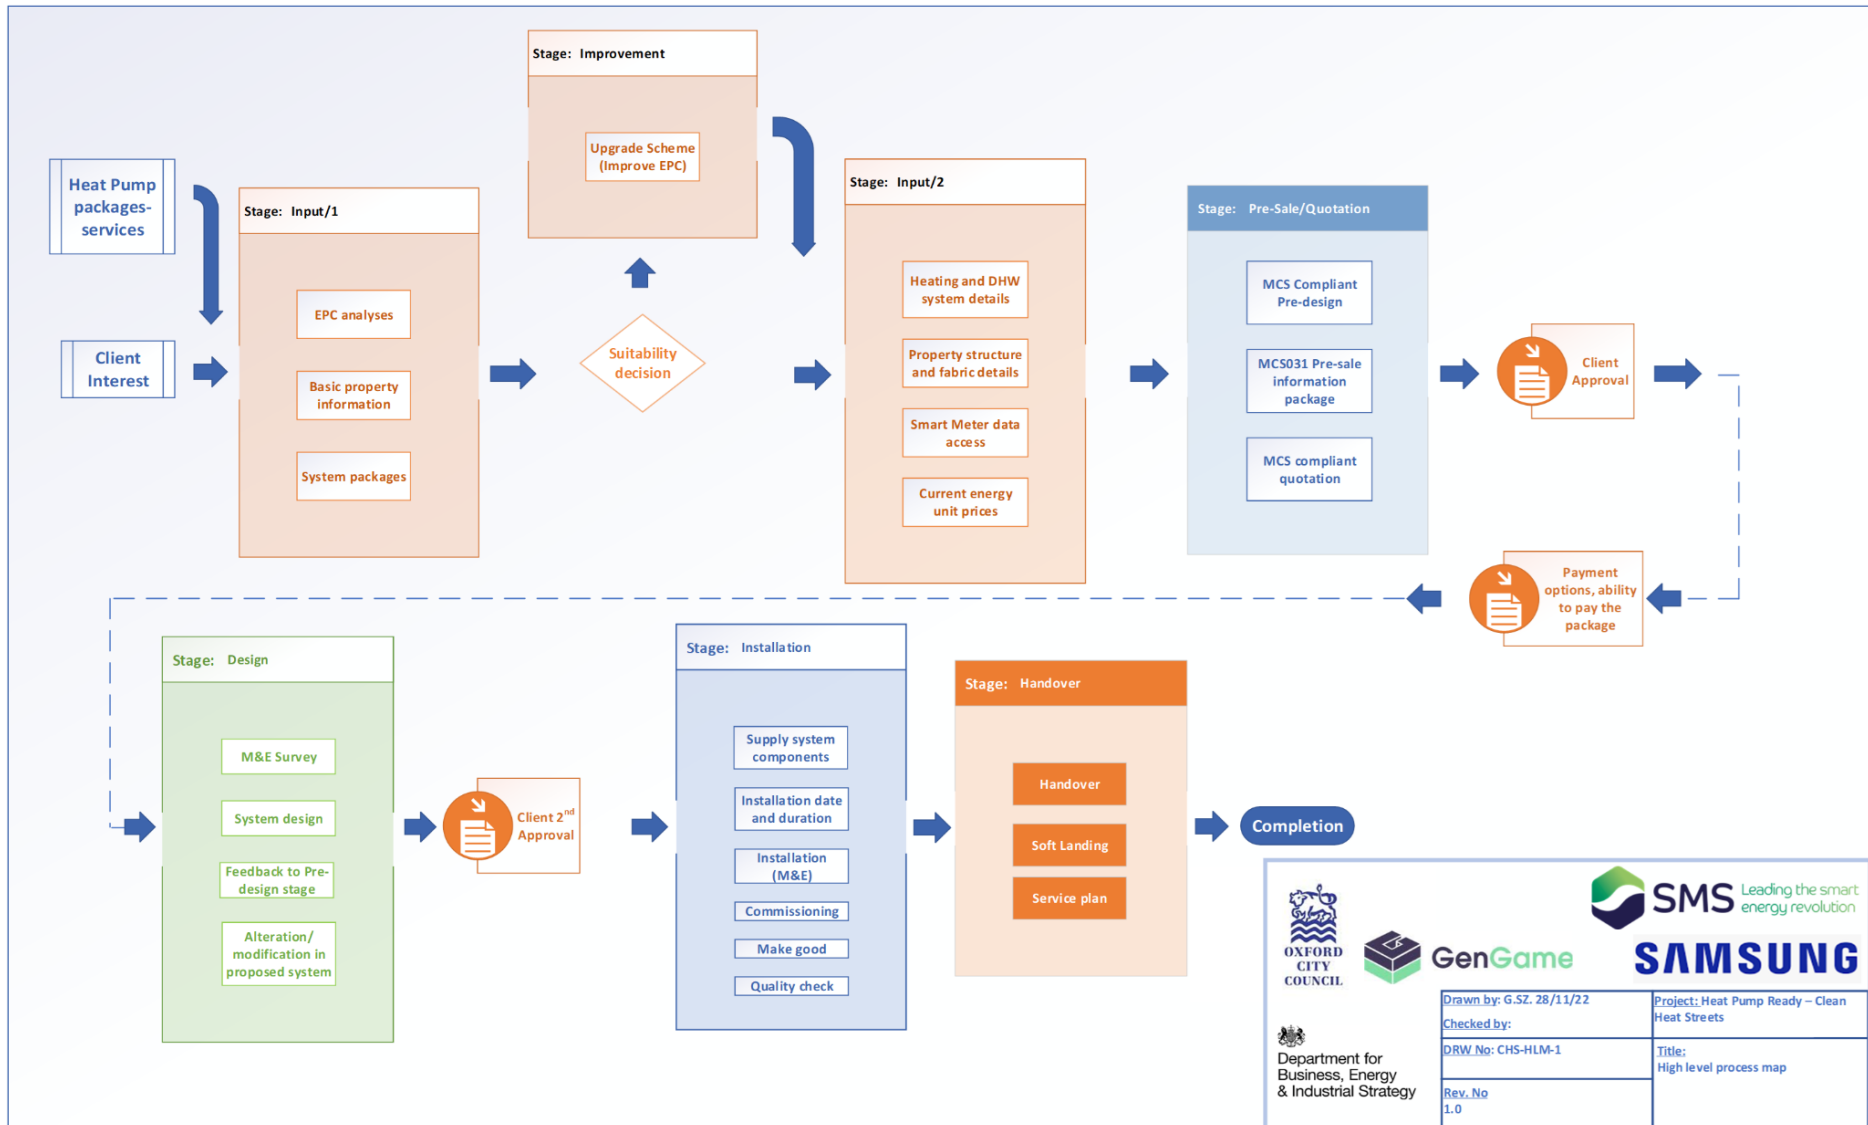 Stage: Improvement
Upgrade Scheme
(Improve EPC)
Heat Pump
packages-
services
Client
Interest
Stage: Input/1
EPC analyses
Basic property
information
System packages
Suitability
decision
Stage: Input/2
Heating and DHW
system details
Property structure
and fabric details
Smart Meter data
access
Current energy
unit prices
Stage: Pre-Sale/Quotation
MCS Compliant
Pre-design
MCS031 Pre-sale
information
package
MCS compliant
quotation
Client
Approval
Payment
options, ability
to pay the
package
Stage: Design
M&E Survey
System design
Feedback to Pre-
design stage
Alteration/
modification in
proposed system
Client 2nd
Approval
Stage: Installation
Supply system
components
Installation date
and duration
Installation
(M&E)
Commissioning
Make good
Quality check
Stage: Handover
Handover
Soft Landing
Service plan
Completion
OXFORD
CITY
COUNCIL
GenGame
SMS Leading the smart
energy revolution
SAMSUNG
Department for
Business, Energy
& Industrial Strategy
Drawn by: G.SZ. 28/11/22
Checked by:
Project: Heat Pump Ready – Clean
Heat Streets
DRW No: CHS-HLM-1
Title:
High level process map
Rev. No
1.0